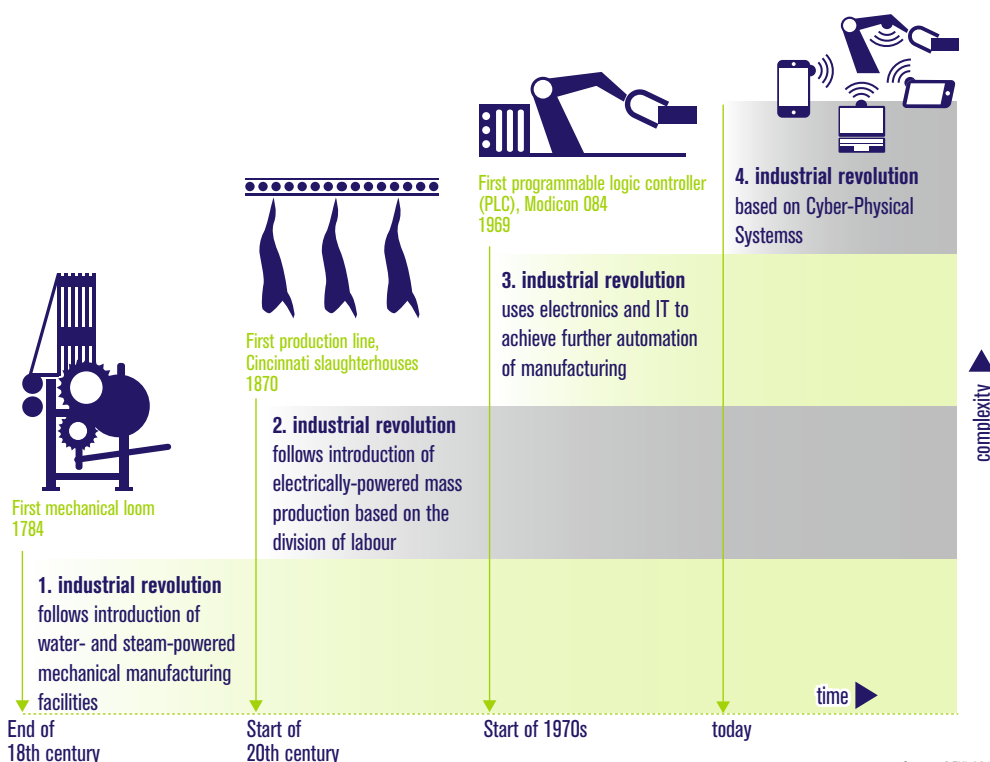 4. industrial revolution
based on Cyber-Physical
Systemss
First programmable logic controller
(PLC), Modicon 084
1969
3. industrial revolution
uses electronics and IT to
achieve further automation
of manufacturing
First production line,
Cincinnati slaughterhouses
1870
2. industrial revolution
follows introduction of
electrically-powered mass
production based on the
division of labour
First mechanical loom
1784
1. industrial revolution
follows introduction of
water- and steam-powered
mechanical manufacturing
facilities
complexity
time
End of
18th century
Start of
20th century
Start of 1970s
today